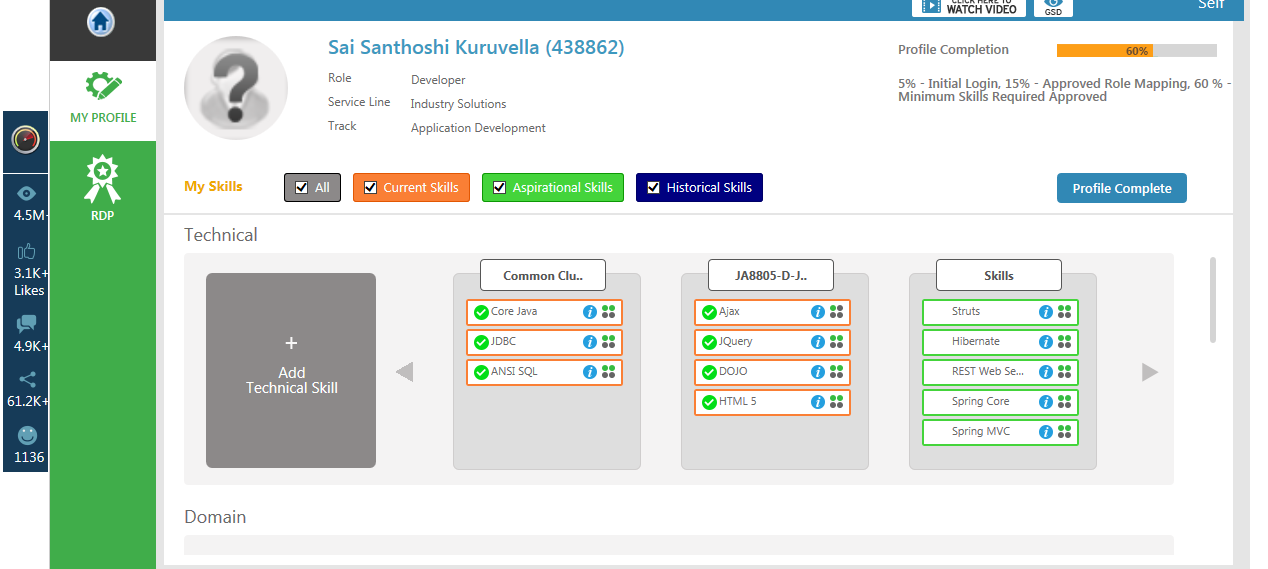 CLICK HERE TO
WATCH VIDEO
GSD
Self
MY PROFILE
RDP
4.5M+
3.1K+
Likes
4.9K+
61.2K+
1136
Sai Santhoshi Kuruvella (438862)
Role Developer
Service Line Industry Solutions
Track Application Development
Profile Completion 60%
5% - Initial Login, 15% - Approved Role Mapping, 60 % -
Minimum Skills Required Approved
My Skills All Current Skills Aspirational Skills Historical Skills Profile Complete
Technical
+
Add
Technical Skill
Common Clu..
Core Java
JDBC
ANSI SQL
JA8805-D-J..
Ajax
JQuery
DOJO
HTML 5
Skills
Struts
Hibernate
REST Web Se...
Spring Core
Spring MVC
Domain